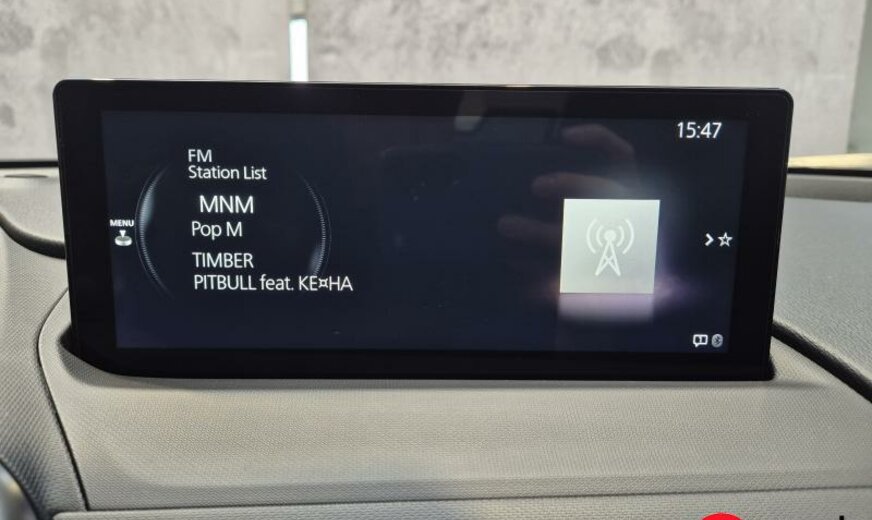 15:47
FM
Station List
MNM
Pop M
MENU
TIMBER
PITBULL feat. KE¤HA